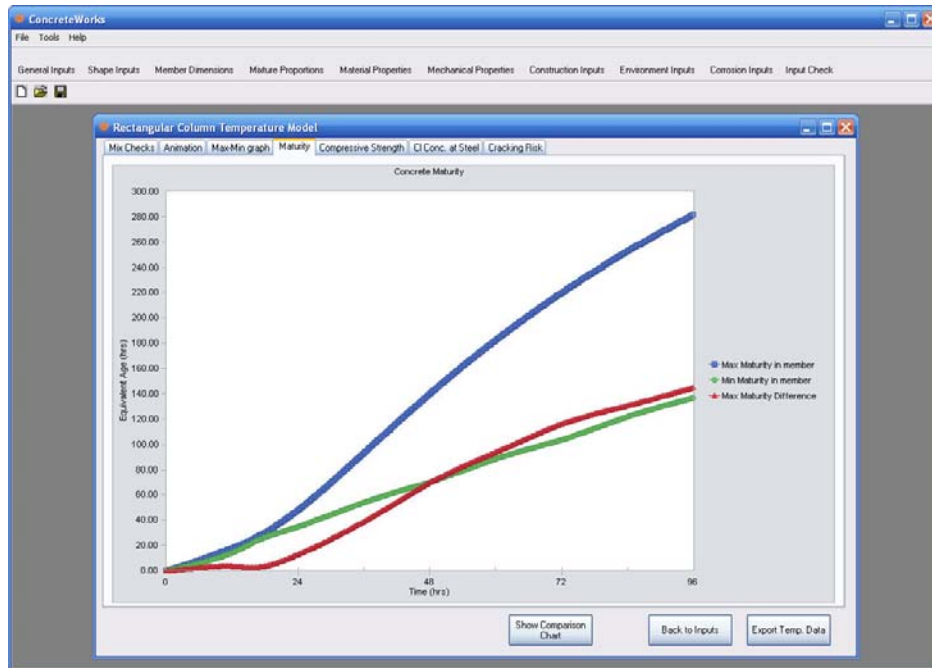 ConcreteWorks
File Tools Help
General Inputs Shape Inputs Member Dimensions Mixture Proportions Material Properties Mechanical Properties Construction Inputs Environment Inputs Corrosion Inputs Input Check
Rectangular Column Temperature Model
Mix Checks Animation Max-Min graph Maturity Compressive Strength Cl Conc. at Steel Cracking Risk
Concrete Maturity
300.00
280.00
260.00
240.00
220.00
200.00
180.00
160.00
140.00
120.00
100.00
80.00
60.00
40.00
20.00
0.00
Equivalent Age (hrs)
0 24 48 72 96
Time (hrs)
Max Maturity in member
Min Maturity in member
Max Maturity Difference
Show Comparison
Chart
Back to Inputs
Export Temp. Data